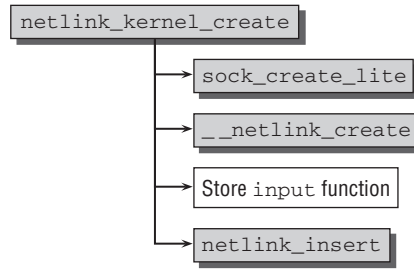 netlink_kernel_create
sock_create_lite
__netlink_create
Store input function
netlink_insert